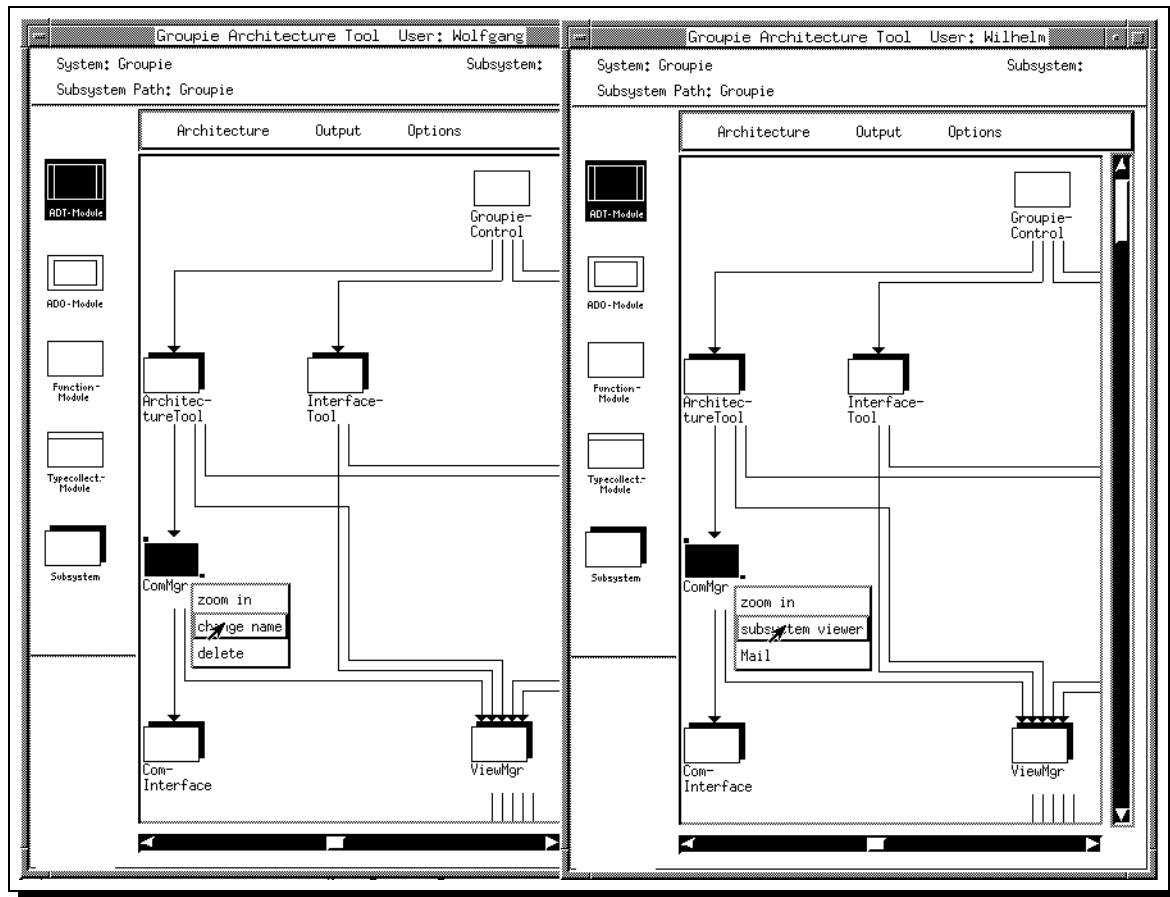 Groupie Architecture Tool User: Wolfgang
System: Groupie
Subsystem:
Subsystem Path: Groupie
Architecture Output Options
ADT-Module
ADO-Module
Function-
Module
Typecollect.-
Module
Subsystem
Groupie-
Control
Architec-
tureTool
Interface-
Tool
ComMgr
zoom in
change name
delete
Com-
Interface
ViewMgr
Groupie Architecture Tool User: Wilhelm
System: Groupie
Subsystem:
Subsystem Path: Groupie
Architecture Output Options
ADT-Module
ADO-Module
Function-
Module
Typecollect.-
Module
Subsystem
Groupie-
Control
Architec-
tureTool
Interface-
Tool
ComMgr
zoom in
subsystem viewer
Mail
Com-
Interface
ViewMgr